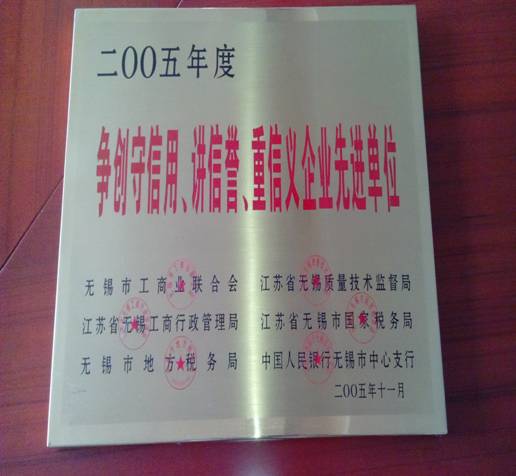 二〇〇五年度
争创守信用、讲信誉、重信义企业先进单位
无锡市工商业联合会 江苏省无锡质量技术监督局
江苏省无锡工商行政管理局 江苏省无锡市国家税务局
无锡市地方税务局 中国人民银行无锡市中心支行
二〇〇五年十一月